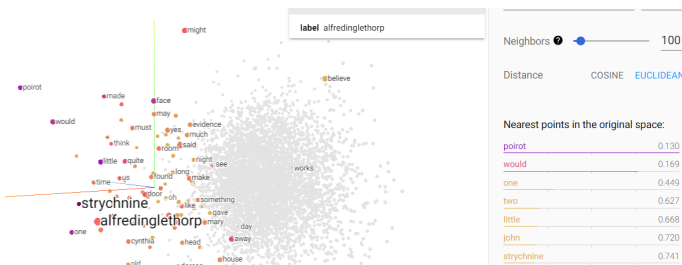 might
label alfredinglethorp
Neighbors ? 100
believe
poirot
made
face
Distance COSINE EUCLIDEAN
would
may
must
yes
evidence
much
think
room
said
Nearest points in the original space:
little
quite
night
see
works
poirot 0.130
time
us
found
long
make
would 0.169
strychnine
door
oh
like
something
one 0.449
alfredinglethorp
gave
mary
two 0.627
one
day
little 0.668
cynthia
head
away
john 0.720
house
strychnine 0.741